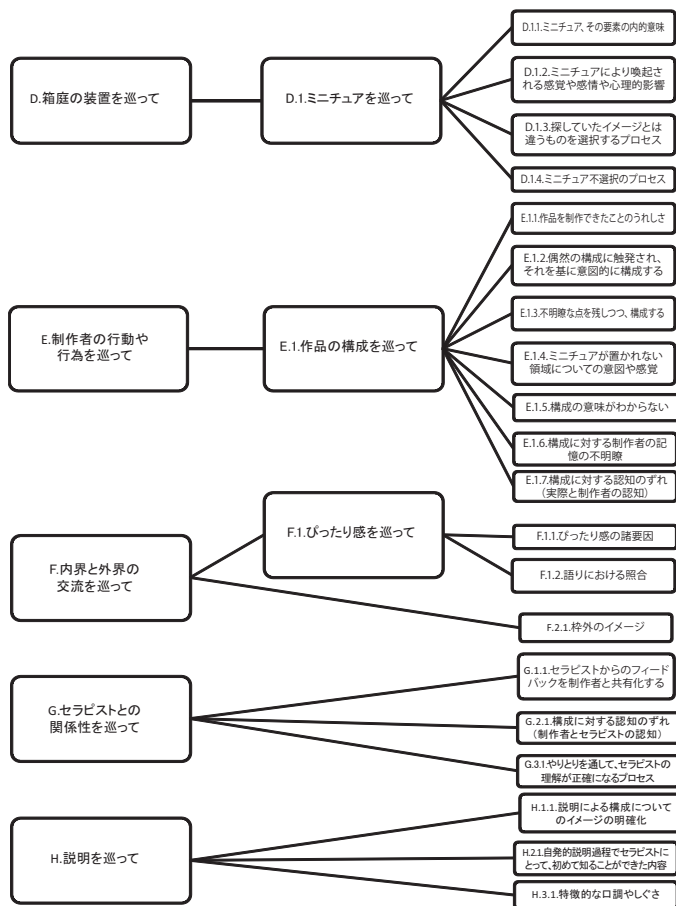 D.箱庭の装置を巡って
D.1.ミニチュアを巡って
D.1.1.ミニチュア、その要素の内的意味
D.1.2.ミニチュアにより喚起さ
れる感覚や感情や心理的影響
D.1.3.探していたイメージとは
違うものを選択するプロセス
D.1.4.ミニチュア不選択のプロセス
E.制作者の行動や
行為を巡って
E.1.作品の構成を巡って
E.1.1.作品を制作できたことのうれしさ
E.1.2.偶然の構成に触発され、
それを基に意図的に構成する
E.1.3.不明瞭な点を残しつつ、構成する
E.1.4.ミニチュアが置かれない
領域についての意図や感覚
E.1.5.構成の意味がわからない
E.1.6.構成に対する制作者の記
憶の不明瞭
E.1.7.構成に対する認知のずれ
(実際と制作者の認知)
F.内界と外界の
交流を巡って
F.1.ぴったり感を巡って
F.1.1.ぴったり感の諸要因
F.1.2.語りにおける照合
F.2.1.枠外のイメージ
G.セラピストとの
関係性を巡って
G.1.1.セラピストからのフィード
バックを制作者と共有化する
G.2.1.構成に対する認知のずれ
(制作者とセラピストの認知)
G.3.1.やりとりを通して、セラピストの
理解が正確になるプロセス
H.説明を巡って
H.1.1.説明による構成について
のイメージの明確化
H.2.1.自発的説明過程でセラピストに
とって、初めて知ることができた内容
H.3.1.特徴的な口調やしぐさ